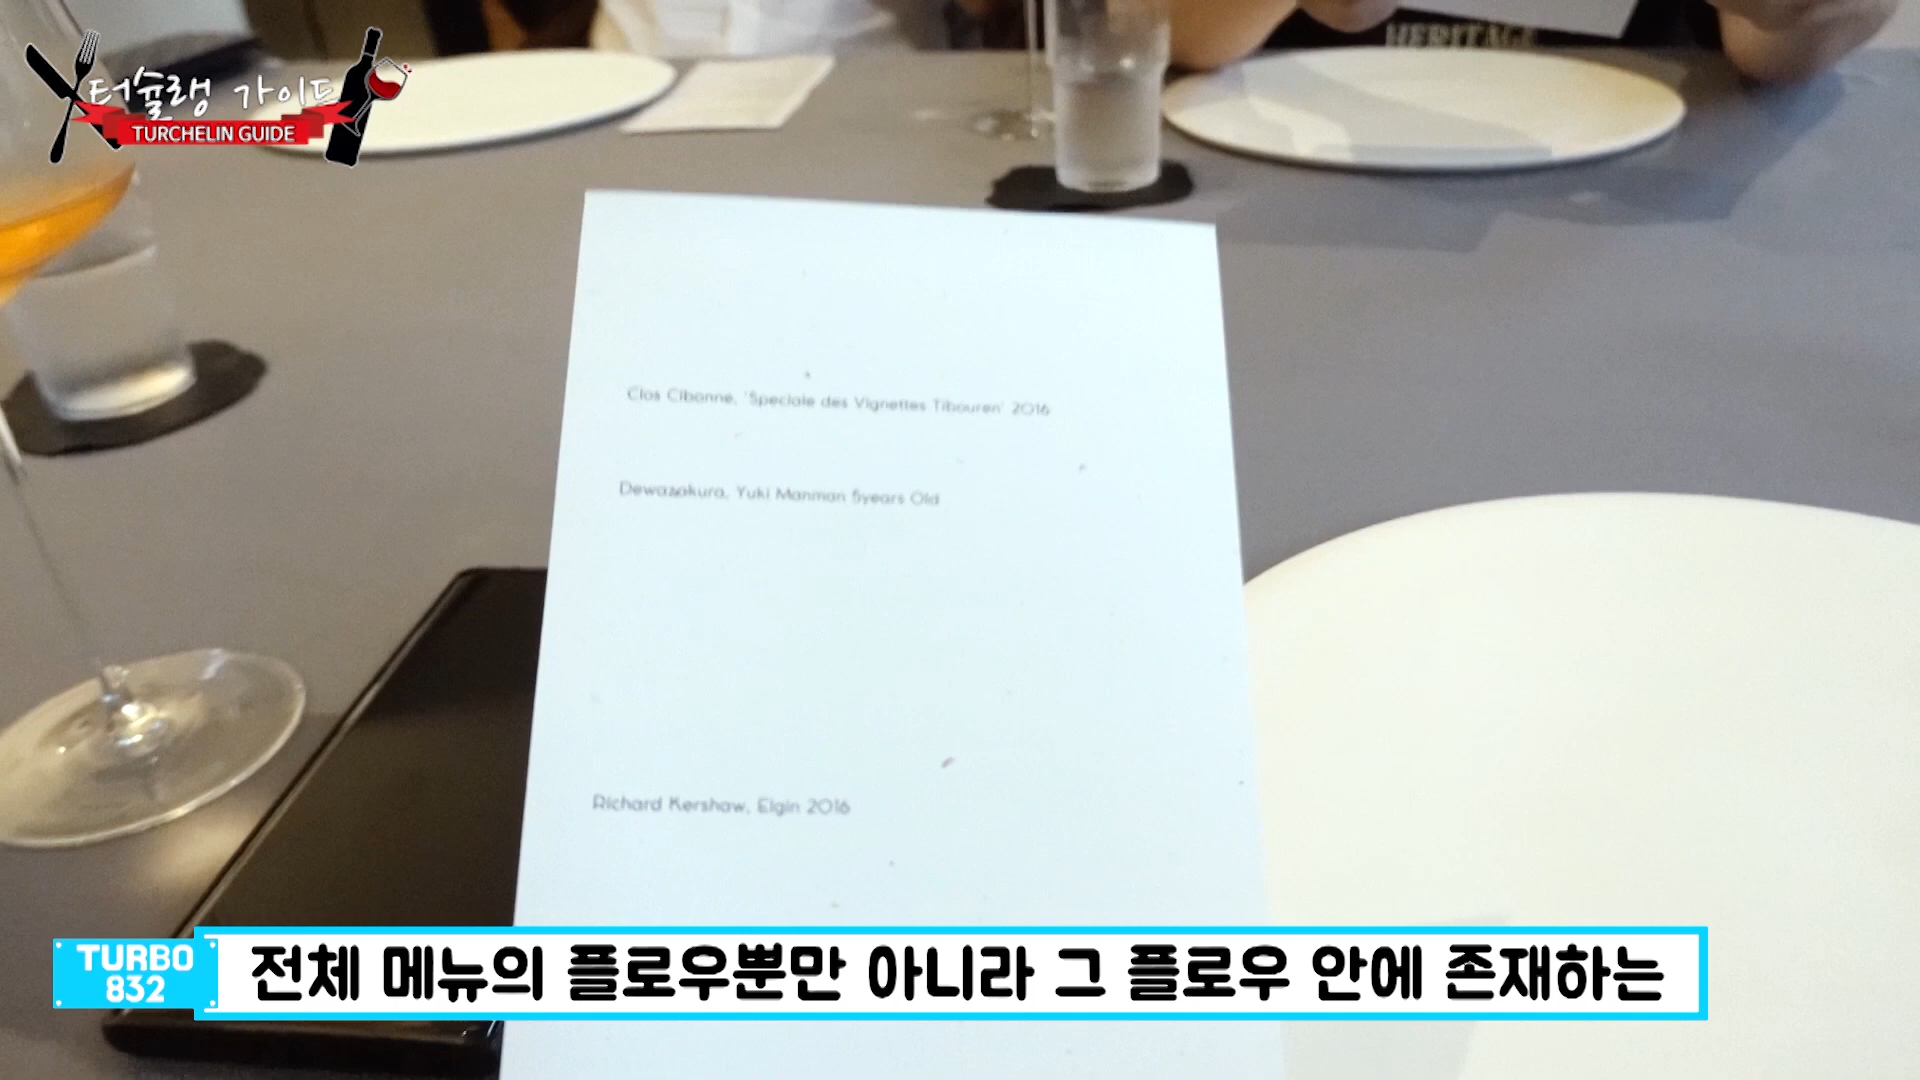 터슐랭 가이드
TURCHELIN GUIDE
HERITAGE
Clos Cibonne, 'Speciale des Vignettes Tibouren' 2016
Dewazakura, Yuki Manman 5years Old
Richard Kershaw, Elgin 2016
TURBO
832
전체 메뉴의 플로우뿐만 아니라 그 플로우 안에 존재하는